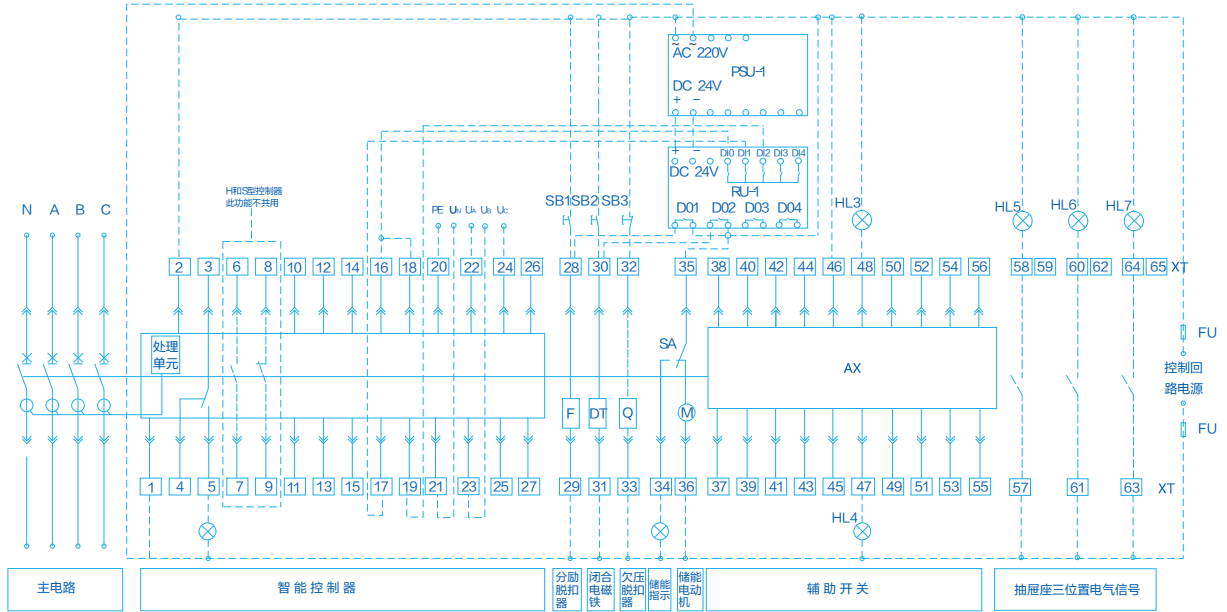 ~ ~
AC 220V
PSU-1
DC 24V
+ −
+ − DI0 DI1 DI2 DI3 DI4
DC 24V
RU-1
D01 D02 D03 D04
H和S型控制器
此功能不共用
SB1 SB2 SB3
HL3 HL5 HL6 HL7
N A B C
PE UN UA UB UC
2 3 6 8 10 12 14 16 18 20 22 24 26 28 30 32 35 38 40 42 44 46 48 50 52 54 56 58 59 60 62 64 65 XT
处理
单元
SA
AX
FU
控制回
路电源
F DT Q M
FU
1 4 5 7 9 11 13 15 17 19 21 23 25 27 29 31 33 34 36 37 39 41 43 45 47 49 51 53 55 57 61 63 XT
HL4
主电路
智能控制器
分励
脱扣
器
闭合
电磁
铁
欠压
脱扣
器
储能
指示
储能
电动
机
辅助开关
抽屉座三位置电气信号